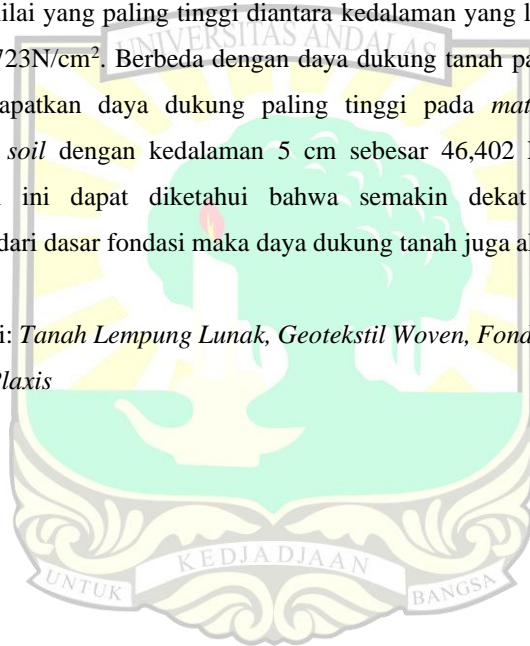 nilai yang paling tinggi diantara kedalaman yang l
UNIVERSITAS ANDALAS
723N/cm². Berbeda dengan daya dukung tanah pa
apatkan daya dukung paling tinggi pada mat
soil dengan kedalaman 5 cm sebesar 46,402
ini dapat diketahui bahwa semakin dekat
dari dasar fondasi maka daya dukung tanah juga al
i: Tanah Lempung Lunak, Geotekstil Woven, Fond
Plaxis
KEDJADJAAN
UNTUK BANGSA